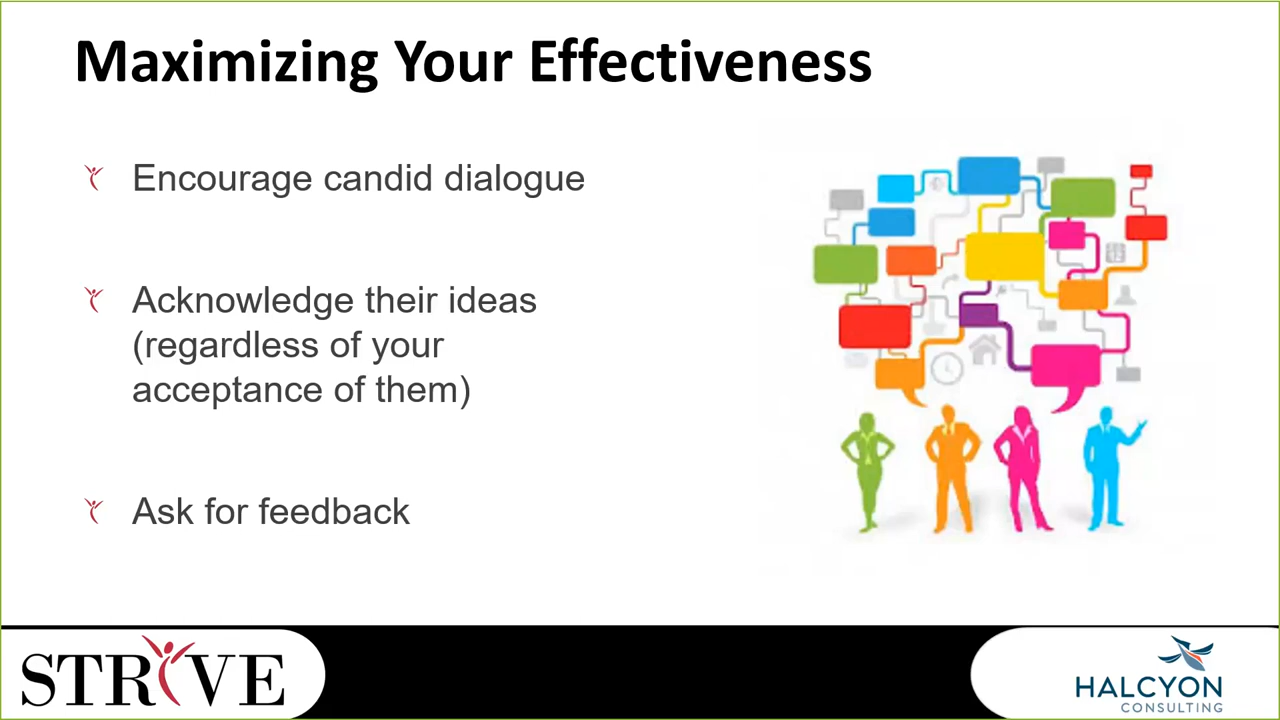 Maximizing Your Effectiveness
Encourage candid dialogue
Acknowledge their ideas
(regardless of your
acceptance of them)
Ask for feedback
STRIVE
HALCYON
CONSULTING